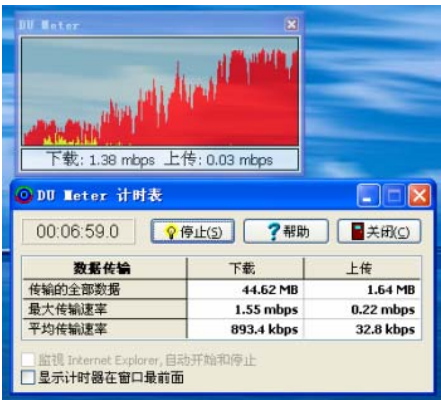 DU Meter
下载: 1.38 mbps 上传: 0.03 mbps
DU Meter 计时表
00:06:59.0 停止(S) 帮助 关闭(C)
数据传输 下载 上传
传输的全部数据 44.62 MB 1.64 MB
最大传输速率 1.55 mbps 0.22 mbps
平均传输速率 893.4 kbps 32.8 kbps
监视 Internet Explorer, 自动开始和停止
显示计时器在窗口最前面